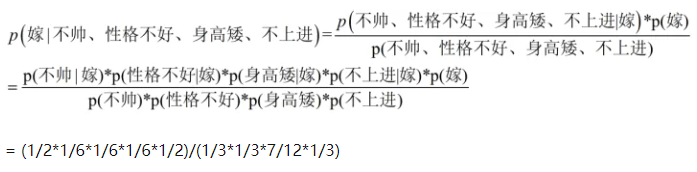 p(嫁|不帅、性格不好、身高矮、不上进)=p(不帅、性格不好、身高矮、不上进|嫁)*p(嫁)/p(不帅、性格不好、身高矮、不上进)
=p(不帅|嫁)*p(性格不好|嫁)*p(身高矮|嫁)*p(不上进|嫁)*p(嫁)/p(不帅)*p(性格不好)*p(身高矮)*p(不上进)
= (1/2*1/6*1/6*1/6*1/2)/(1/3*1/3*7/12*1/3)